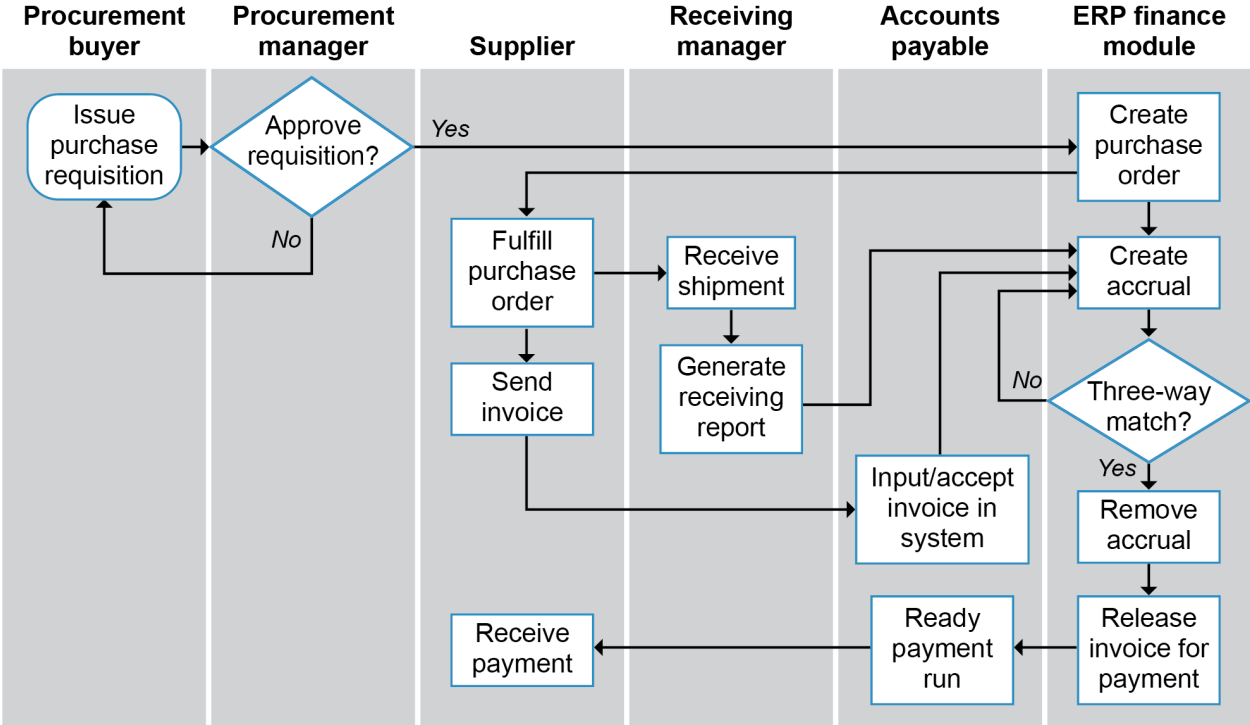 Procurement
buyer
Procurement
manager
Supplier
Receiving
manager
Accounts
payable
ERP finance
module
Issue
purchase
requisition
Approve
requisition?
Yes
No
Create
purchase
order
Fulfill
purchase
order
Receive
shipment
Create
accrual
Send
invoice
Generate
receiving
report
No
Three-way
match?
Yes
Input/accept
invoice in
system
Remove
accrual
Receive
payment
Ready
payment
run
Release
invoice for
payment